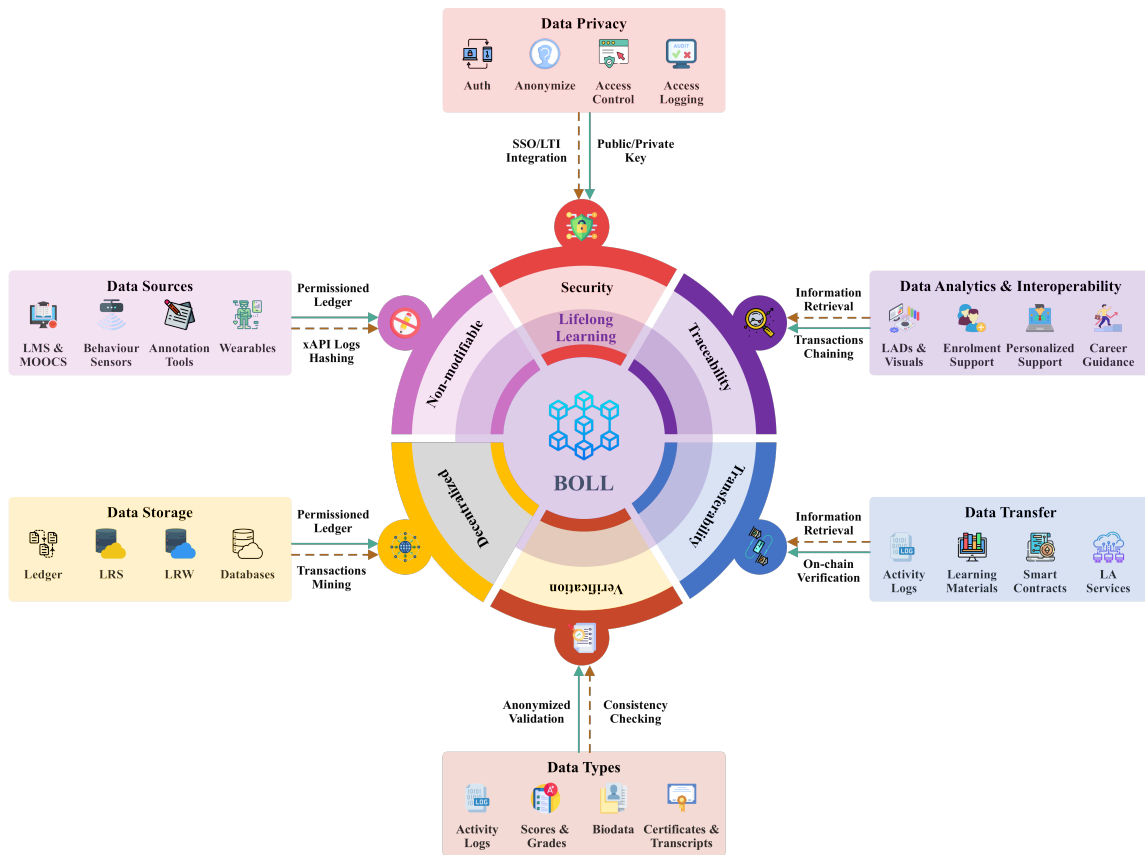 Data Privacy
Auth
Anonymize
Access
Control
Access
Logging
AUDIT
SSO/LTI
Integration
Public/Private
Key
Data Sources
LMS &
MOOCS
Behaviour
Sensors
Annotation
Tools
Wearables
Permissioned
Ledger
xAPI Logs
Hashing
Security
Lifelong
Learning
Non-modifiable
Traceability
Information
Retrieval
Transactions
Chaining
Data Analytics & Interoperability
LADs &
Visuals
Enrolment
Support
Personalized
Support
Career
Guidance
BOLL
Data Storage
Ledger
LRS
LRW
Databases
Permissioned
Ledger
Transactions
Mining
Decentralized
Verification
Transferability
Information
Retrieval
On-chain
Verification
Data Transfer
LOG
Activity
Logs
Learning
Materials
Smart
Contracts
LA
Services
Anonymized
Validation
Consistency
Checking
Data Types
LOG
A+
Activity
Logs
Scores &
Grades
Biodata
Certificates &
Transcripts